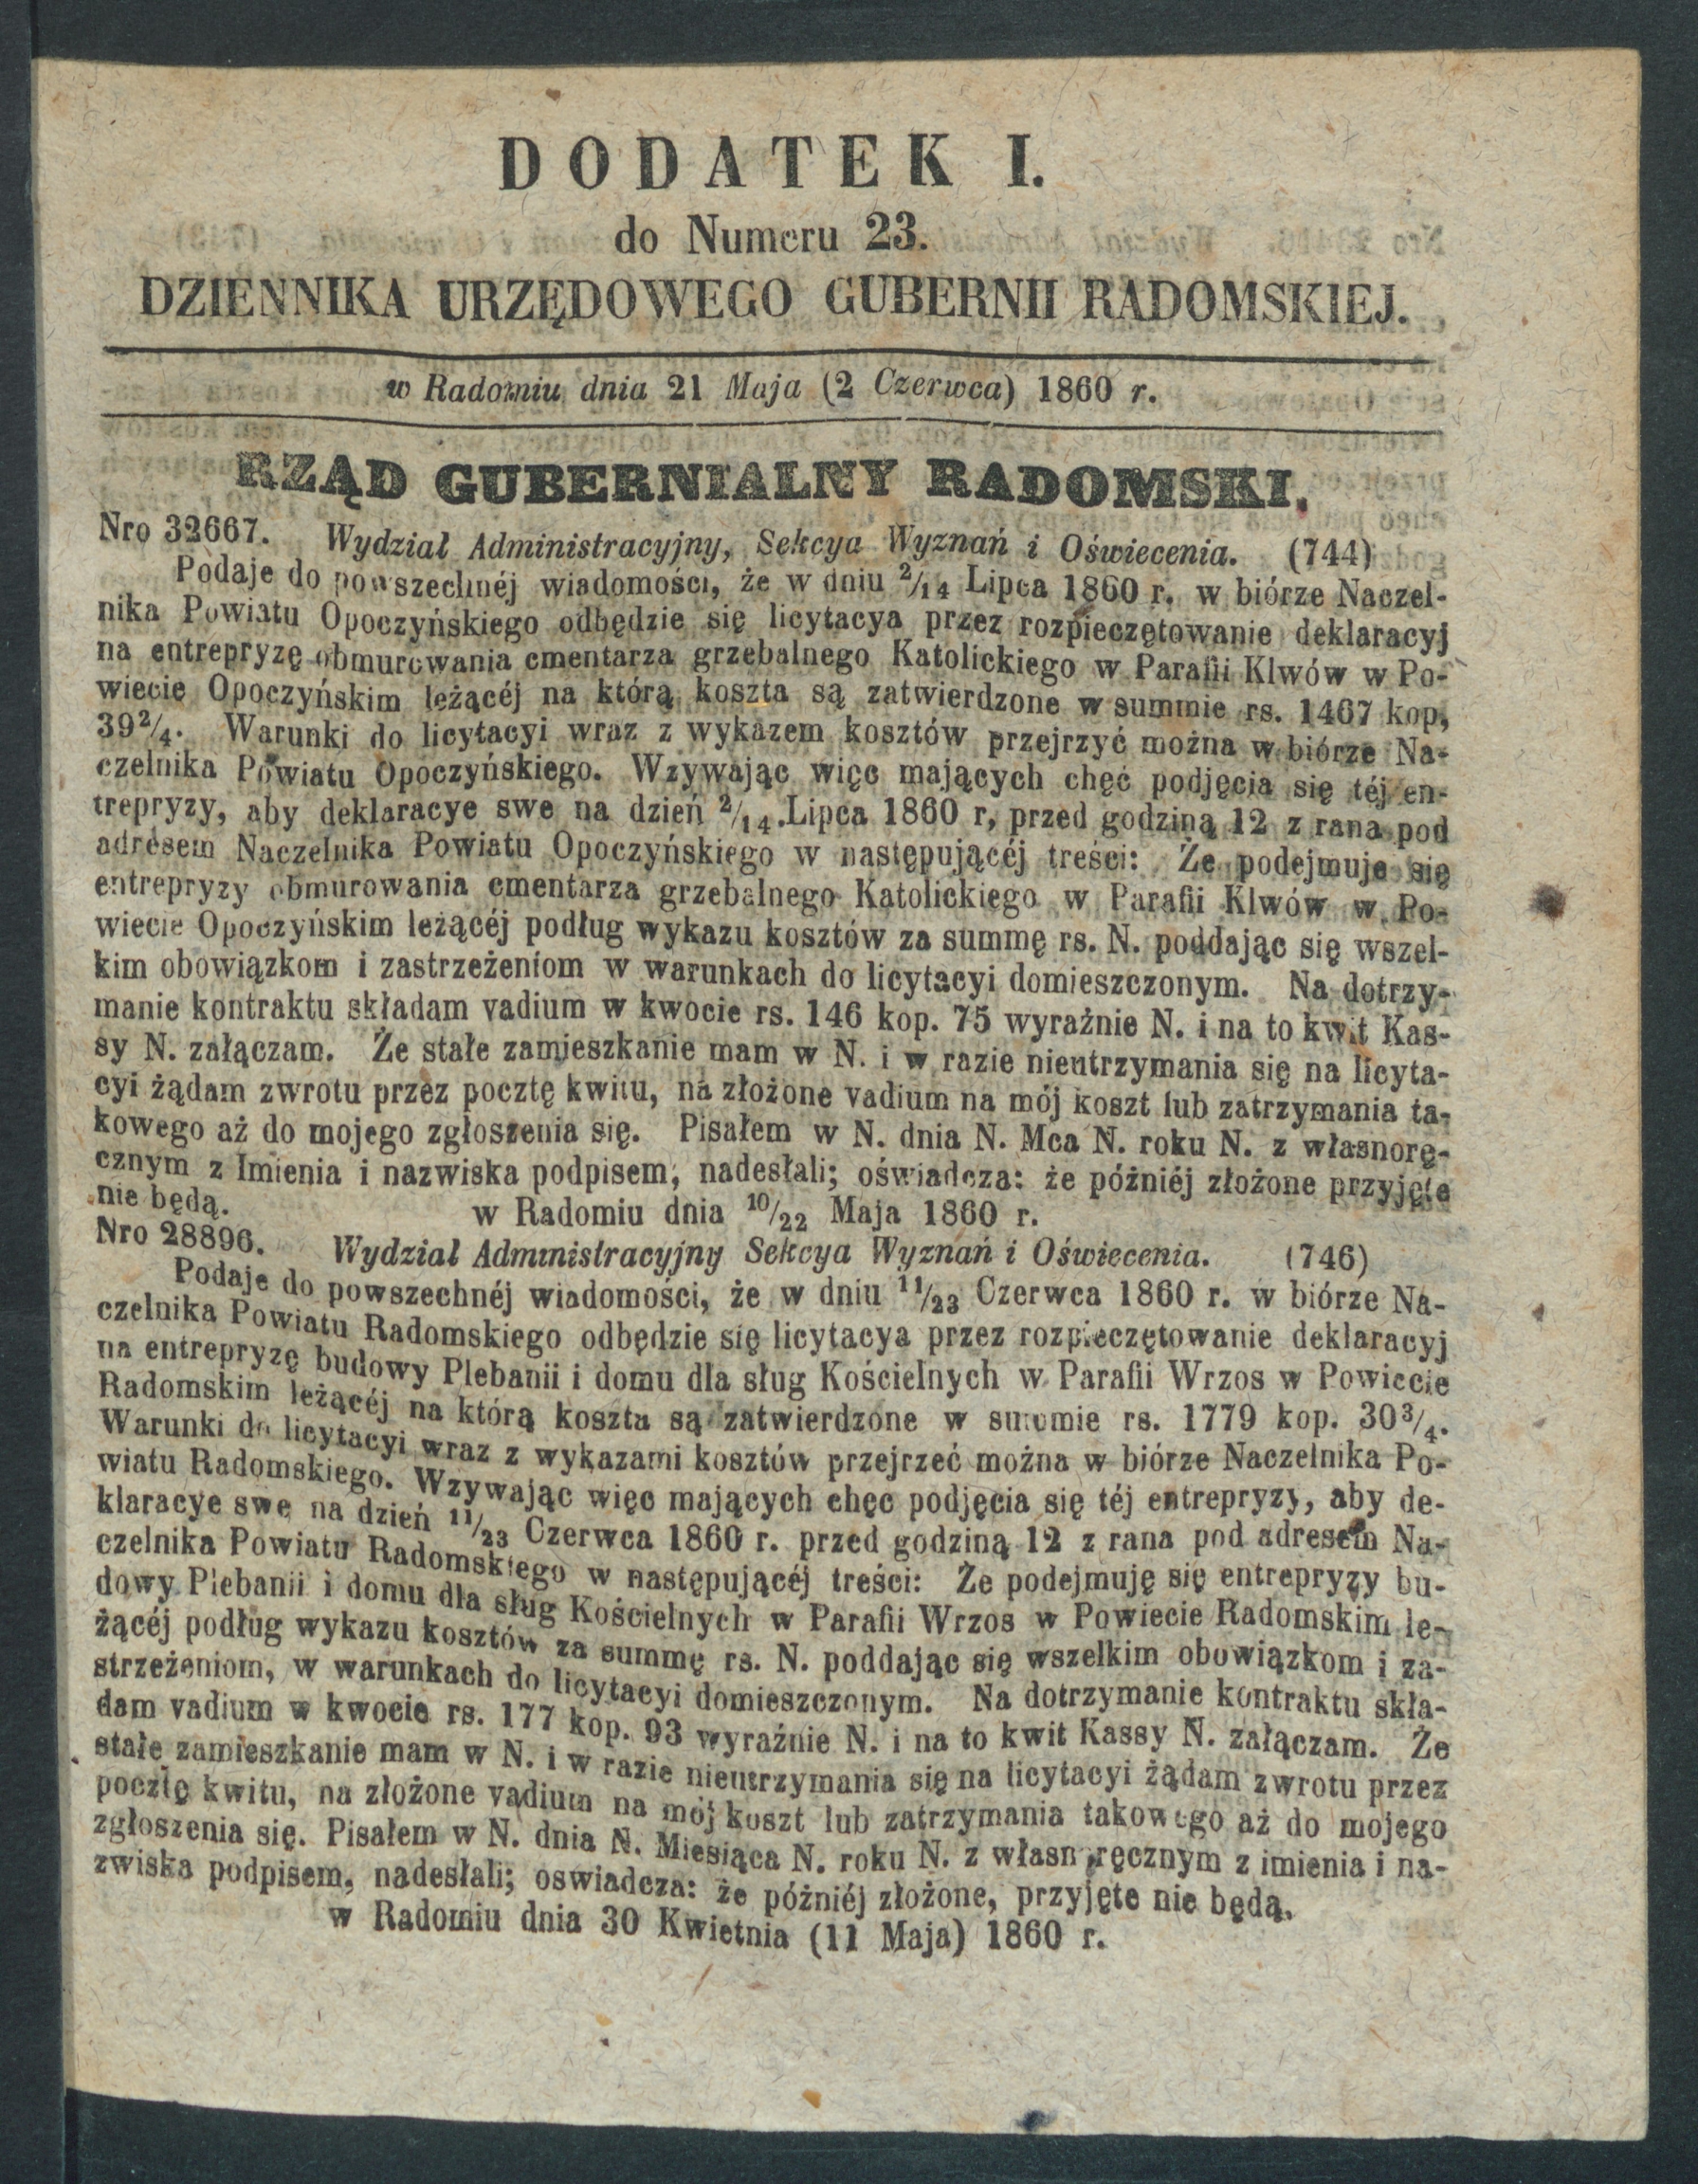 DODATEK I.
do Numeru 23.
DZIENNIKA URZĘDOWEGO GUBERNII RADOMSKIEJ.
w Radomiu dnia 21 Maja (2 Czerwca) 1860 r.
RZĄD GUBERNIALNY RADOMSKI.
Nro 32667. Wydział Administracyjny, Sekcya Wyznań i Oświecenia. (744)
Podaje do powszechnéj wiadomości, że w dniu 2/14 Lipca 1860 r. w biórze Naczel-
nika Powiatu Opoczyńskiego odbędzie się licytacya przez rozpieczętowanie deklaracyj
na entrepryzę obmurowania cmentarza grzebalnego Katolickiego w Parafii Klwów w Po-
wiecie Opoczyńskim leżącéj na którą koszta są zatwierdzone w summie rs. 1467 kop,
39 2/4. Warunki do licytacyi wraz z wykazem kosztów przejrzyć można w biórze Na-
czelnika Powiatu Opoczyńskiego. Wzywając więc mających chęć podjęcia się téj en-
trepryzy, aby deklaracye swe na dzień 2/14 Lipca 1860 r, przed godziną 12 z rana pod
adresem Naczelnika Powiatu Opoczyńskiego w następującéj treści: Że podejmuje się
entrepryzy obmurowania cmentarza grzebalnego Katolickiego w Parafii Klwów w Po-
wiecie Opoczyńskim leżącéj podług wykazu kosztów za summę rs. N. poddając się wszel-
kim obowiązkom i zastrzeżeniom w warunkach do licytacyi domieszczonym. Na dotrzy-
manie kontraktu składam vadium w kwocie rs. 146 kop. 75 wyraźnie N. i na to kwit Kas-
sy N. załączam. Że stałe zamieszkanie mam w N. i w razie nieutrzymania się na licyta-
cyi żądam zwrotu przez pocztę kwitu, na złożone vadium na mój koszt lub zatrzymania ta-
kowego aż do mojego zgłoszenia się. Pisałem w N. dnia N. Mca N. roku N. z własnorę-
cznym z Imienia i nazwiska podpisem, nadesłali; oświadcza: że późniéj złożone przyjęte
nie będą.
w Radomiu dnia 10/22 Maja 1860 r.
Nro 28896. Wydział Administracyjny Sekcya Wyznań i Oświecenia. (746)
Podaje do powszechnéj wiadomości, że w dniu 11/23 Czerwca 1860 r. w biórze Na-
czelnika Powiatu Radomskiego odbędzie się licytacya przez rozpieczętowanie deklaracyj
na entrepryzę budowy Plebanii i domu dla sług Kościelnych w Parafii Wrzos w Powiecie
Radomskim leżącéj na którą koszta są zatwierdzone w summie rs. 1779 kop. 30 3/4.
Warunki do licytacyi wraz z wykazami kosztów przejrzeć można w biórze Naczelnika Po-
wiatu Radomskiego. Wzywając więc mających chęc podjęcia się téj entrepryzy, aby de-
klaracye swe na dzień 11/23 Czerwca 1860 r. przed godziną 12 z rana pod adresem Na-
czelnika Powiatu Radomskiego w następującéj treści: Że podejmuję się entrepryzy bu-
dowy Plebanii i domu dla sług Kościelnych w Parafii Wrzos w Powiecie Radomskim le-
żącéj podług wykazu kosztów za summę rs. N. poddając się wszelkim obowiązkom i za-
strzeżeniom, w warunkach do licytacyi domieszczonym. Na dotrzymanie kontraktu skła-
dam vadium w kwocie rs. 177 kop. 93 wyraźnie N. i na to kwit Kassy N. załączam. Że
stałe zamieszkanie mam w N. i w razie nieutrzymania się na licytacyi żądam zwrotu przez
pocztę kwitu, na złożone vadium na mój koszt lub zatrzymania takowego aż do mojego
zgłoszenia się. Pisałem w N. dnia N. Miesiąca N. roku N. z własnoręcznym z imienia i na-
zwiska podpisem, nadesłali; oswiadcza: że późniéj złożone, przyjęte nie będą.
w Radomiu dnia 30 Kwietnia (11 Maja) 1860 r.